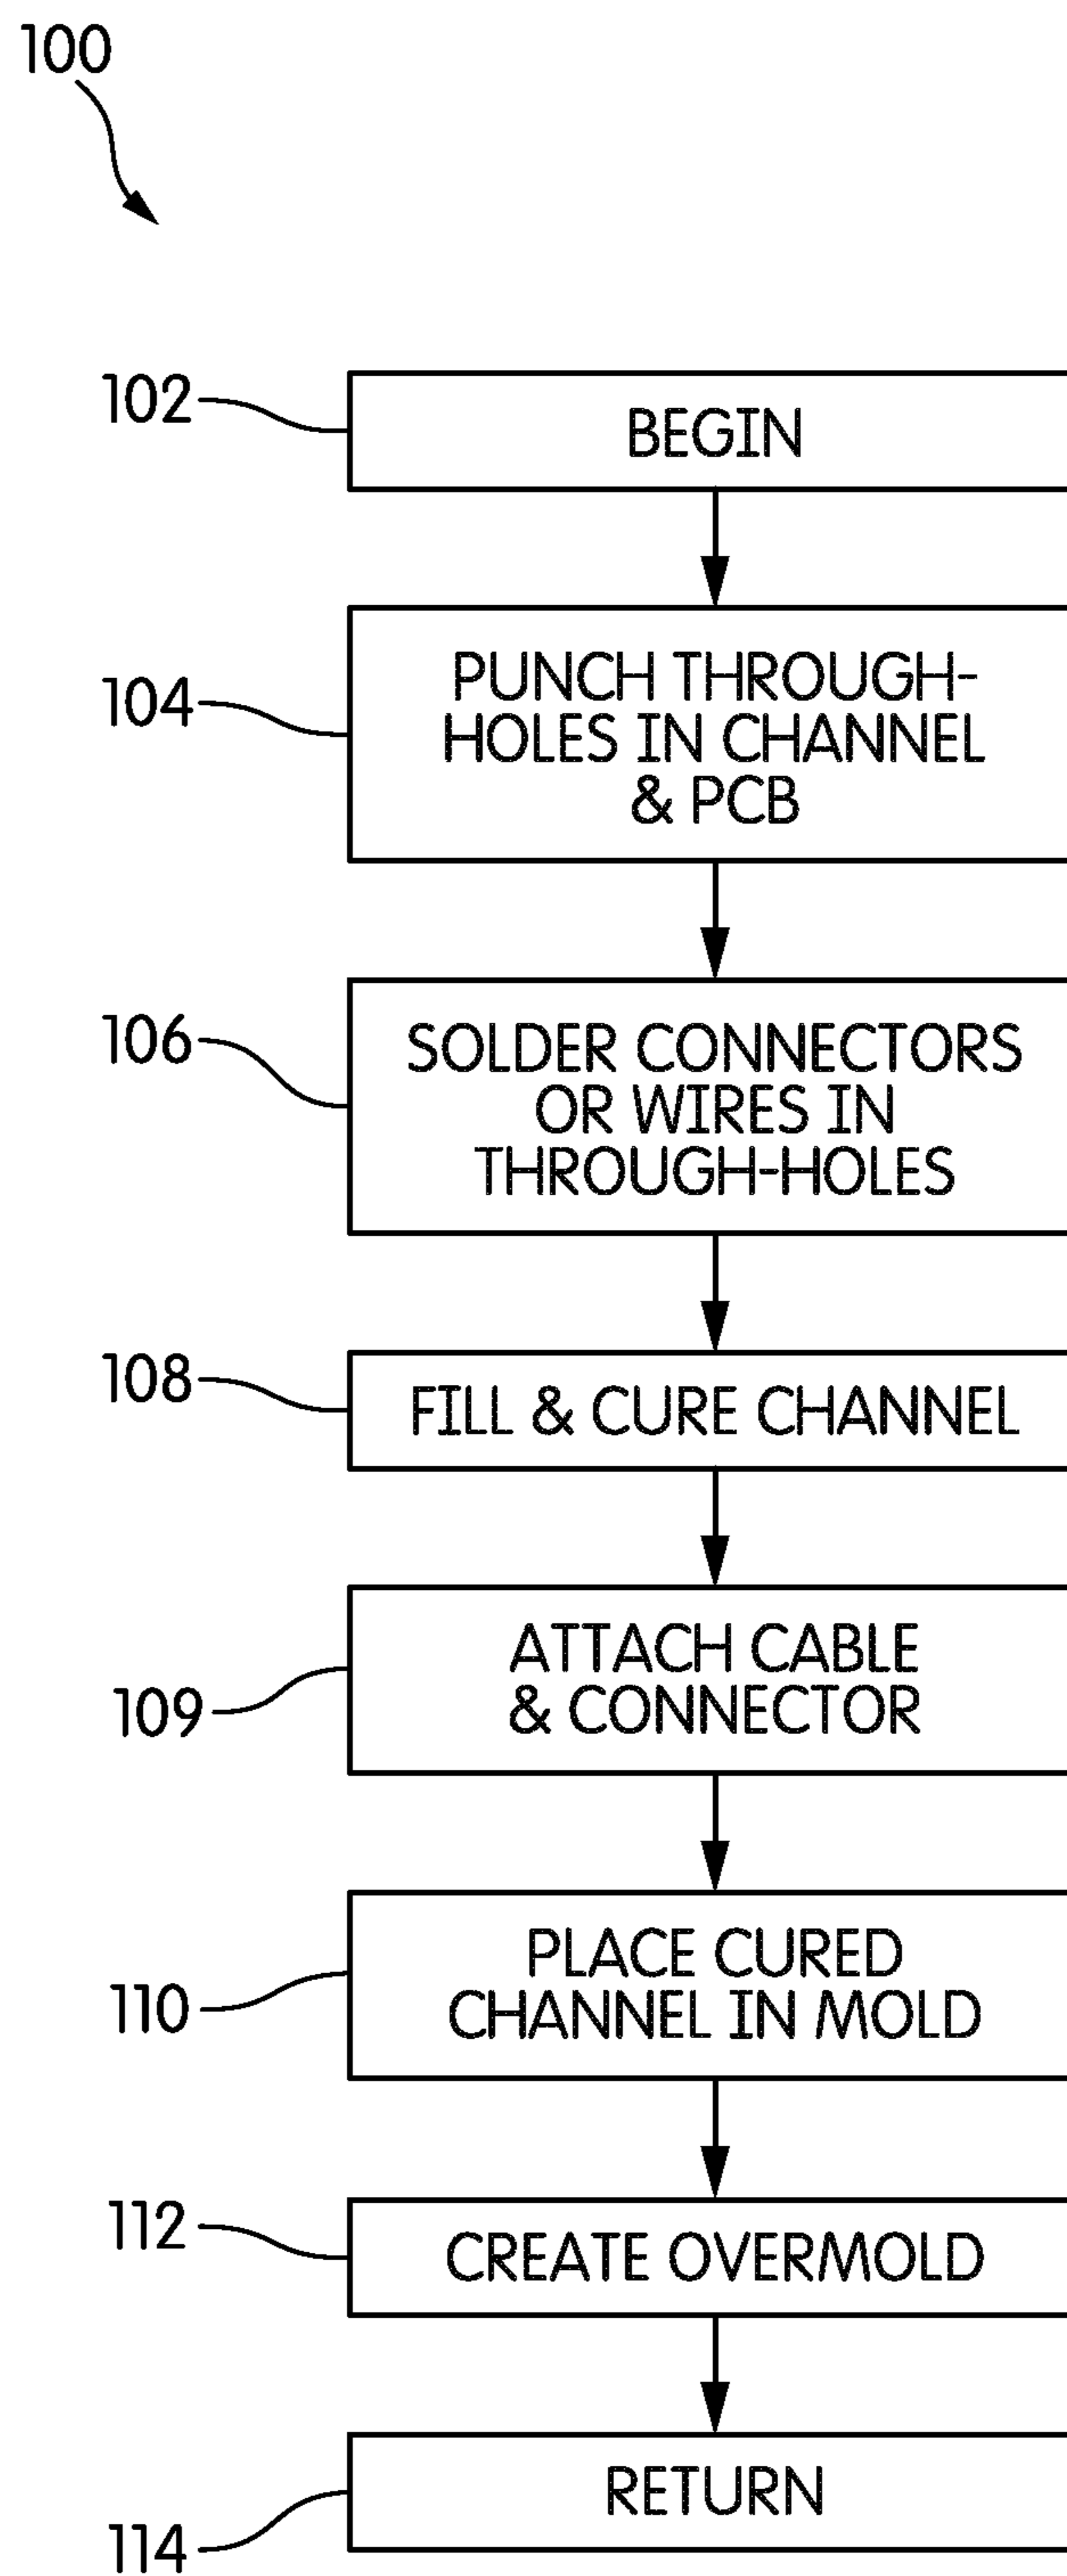 100
102
BEGIN
104
PUNCH THROUGH-
HOLES IN CHANNEL
& PCB
106
SOLDER CONNECTORS
OR WIRES IN
THROUGH-HOLES
108
FILL & CURE CHANNEL
109
ATTACH CABLE
& CONNECTOR
110
PLACE CURED
CHANNEL IN MOLD
112
CREATE OVERMOLD
114
RETURN